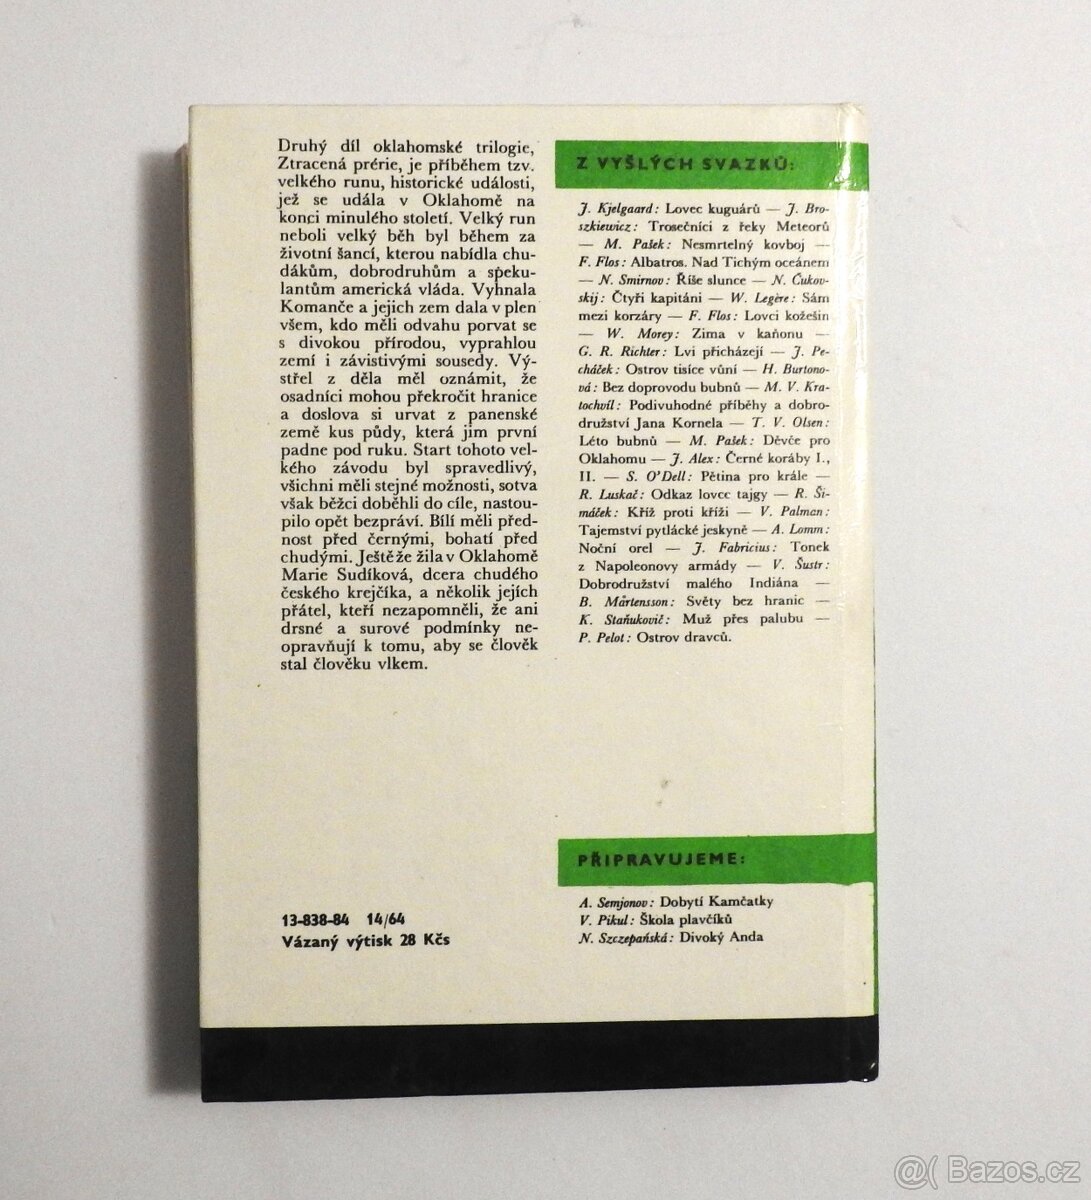 Druhý díl oklahomské trilogie,
Ztracená prérie, je příběhem tzv.
velkého runu, historické události,
jež se udála v Oklahomě na
konci minulého století. Velký run
neboli velký běh byl během za
životní šancí, kterou nabídla chu-
dákům, dobrodruhům a speku-
lantům americká vláda. Vyhnala
Komanče a jejich zem dala v plen
všem, kdo měli odvahu porvat se
s divokou přírodou, vyprahlou
zemí i závistivými sousedy. Vý-
střel z děla měl oznámit, že
osadníci mohou překročit hranice
a doslova si urvat z panenské
země kus půdy, která jim první
padne pod ruku. Start tohoto vel-
kého závodu byl spravedlivý,
všichni měli stejné možnosti, sotva
však běžci doběhli do cíle, nastou-
pilo opět bezpráví. Bílí měli před-
nost před černými, bohatí před
chudými. Ještě že žila v Oklahomě
Marie Sudíková, dcera chudého
českého krejčíka, a několik jejích
přátel, kteří nezapomněli, že ani
drsné a surové podmínky ne-
opravňují k tomu, aby se člověk
stal člověku vlkem.
13-838-84 14/64
Vázaný výtisk 28 Kčs
Z VYŠLÝCH SVAZKŮ:
J. Kjelgaard: Lovec kuguárů — J. Bro-
szkiewicz: Trosečníci z řeky Meteorů
— M. Pašek: Nesmrtelný kovboj —
F. Flos: Albatros. Nad Tichým oceánem
— N. Smirnov: Říše slunce — N. Čukov-
skij: Čtyři kapitáni — W. Legère: Sám
mezi korzáry — F. Flos: Lovci kožešin
— W. Morey: Zima v kaňonu —
G. R. Richter: Lvi přicházejí — J. Pe-
cháček: Ostrov tisíce vůní — H. Burtono-
vá: Bez doprovodu bubnů — M. V. Kra-
tochvíl: Podivuhodné příběhy a dobro-
družství Jana Kornela — T. V. Olsen:
Léto bubnů — M. Pašek: Děvče pro
Oklahomu — J. Alex: Černé koráby I.,
II. — S. O'Dell: Pětina pro krále —
R. Luskač: Odkaz lovce tajgy — R. Ši-
máček: Kříž proti kříži — V. Palman:
Tajemství pytlácké jeskyně — A. Lomm:
Noční orel — J. Fabricius: Tonek
z Napoleonovy armády — V. Šustr:
Dobrodružství malého Indiána —
B. Mårtensson: Světy bez hranic —
K. Staňukovič: Muž přes palubu —
P. Pelot: Ostrov dravců.
PŘIPRAVUJEME:
A. Semjonov: Dobytí Kamčatky
V. Pikul: Škola plavčíků
N. Szczepańská: Divoký Anda
@( Bazos.cz